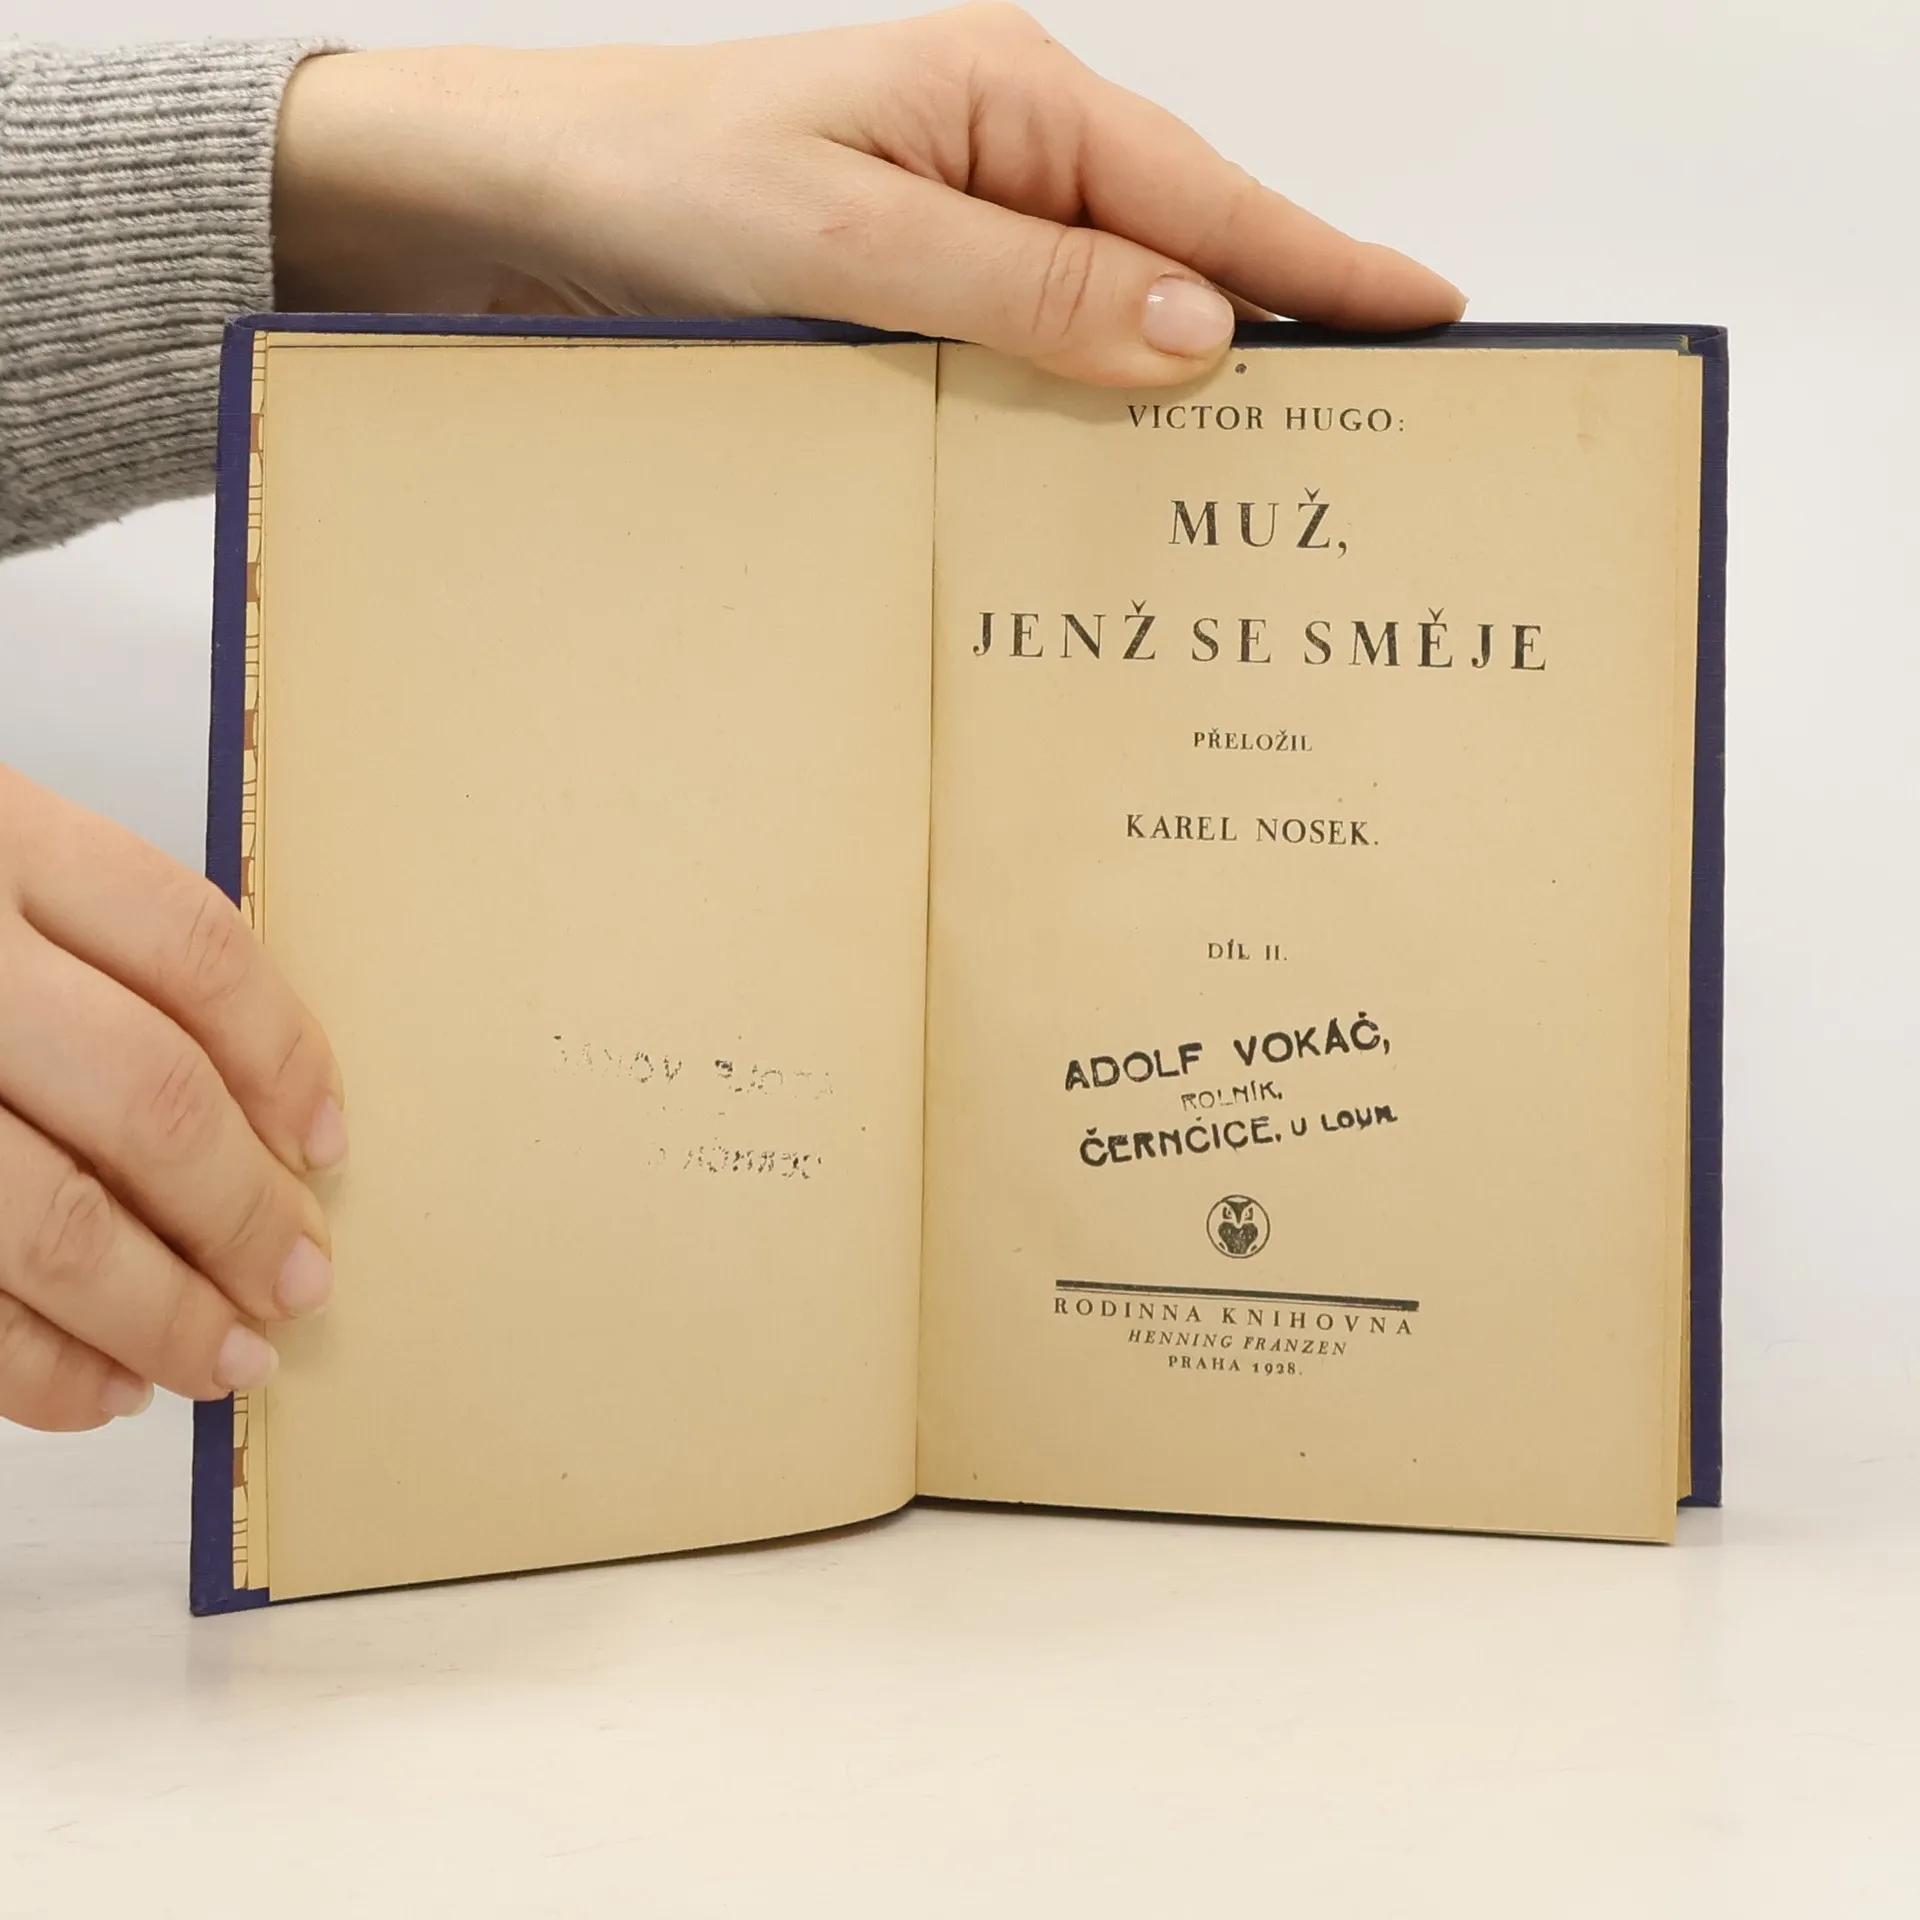 VICTOR HUGO:
MUŽ,
JENŽ SE SMĚJE
PŘELOŽIL
KAREL NOSEK.
DÍL II.
ADOLF VOKÁČ,
ROLNÍK,
ČERNČICE, U LOUN
RODINNA KNIHOVNA
HENNING FRANZEN
PRAHA 1928.